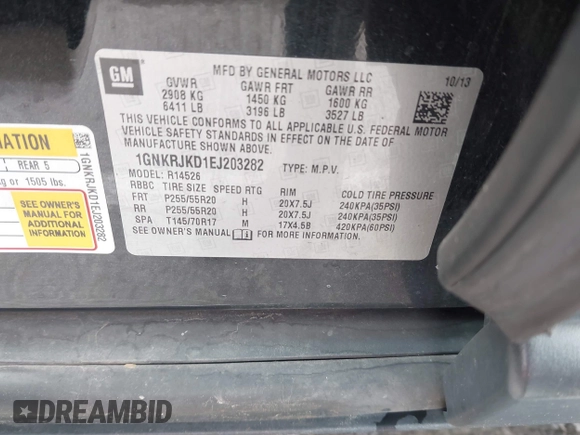 GM
MFD BY GENERAL MOTORS LLC
10/13
GVWR GAWR FRT GAWR RR
2908 KG 1450 KG 1600 KG
6411 LB 3196 LB 3527 LB
THIS VEHICLE CONFORMS TO ALL APPLICABLE U.S. FEDERAL MOTOR
VEHICLE SAFETY STANDARDS IN EFFECT ON THE DATE OF
MANUFACTURE SHOWN ABOVE.
1GNKRJKD1EJ203282 TYPE: M.P.V.
MODEL: R14526
RBBC TIRE SIZE SPEED RTG RIM COLD TIRE PRESSURE
FRT P255/55R20 H 20X7.5J 240KPA(35PSI)
RR P255/55R20 H 20X7.5J 240KPA(35PSI)
SPA T145/70R17 M 17X4.5B 420KPA(60PSI)
SEE OWNER'S MANUAL FOR MORE INFORMATION.
REAR 5
or 1505 lbs.
SEE OWNER'S
MANUAL FOR
ADDITIONAL
INFORMATION
1GNKRJKD1EJ203282
DREAMBID